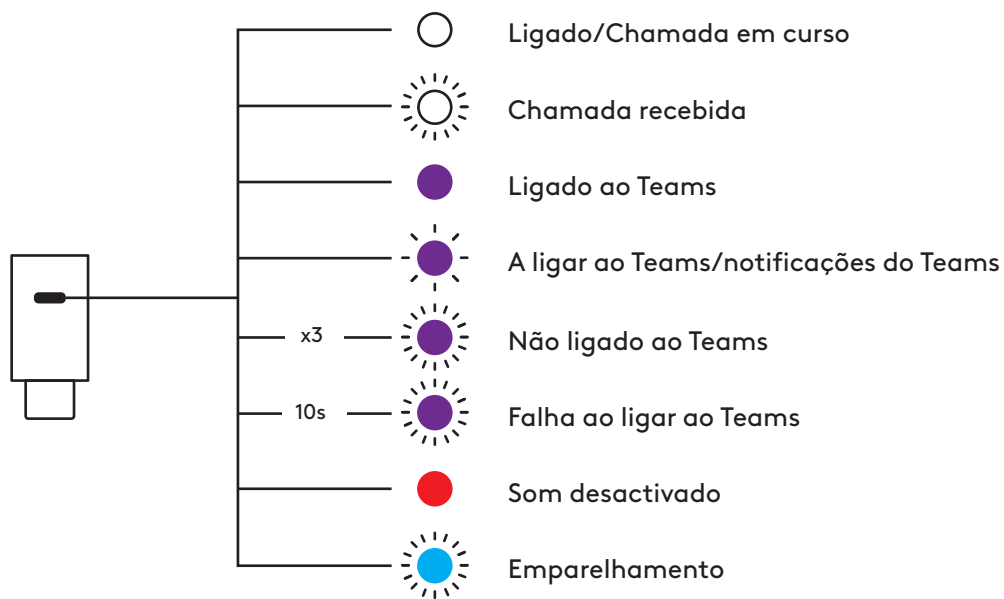 Ligado/Chamada em curso
Chamada recebida
Ligado ao Teams
A ligar ao Teams/notificações do Teams
x3 Não ligado ao Teams
10s Falha ao ligar ao Teams
Som desactivado
Emparelhamento